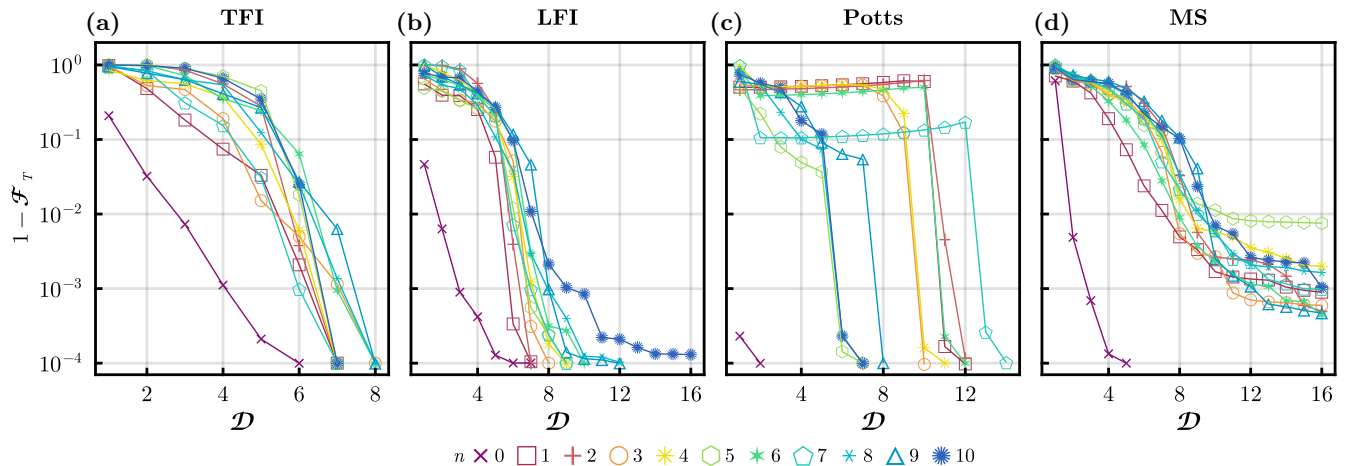 (a) TFI (b) LFI (c) Potts (d) MS
10⁰
10⁻¹
10⁻²
10⁻³
10⁻⁴
1 − ℱ_T
2 4 6 8 4 8 12 16 4 8 12 4 8 12 16
𝒟 𝒟 𝒟 𝒟
n 0 1 2 3 4 5 6 7 8 9 10